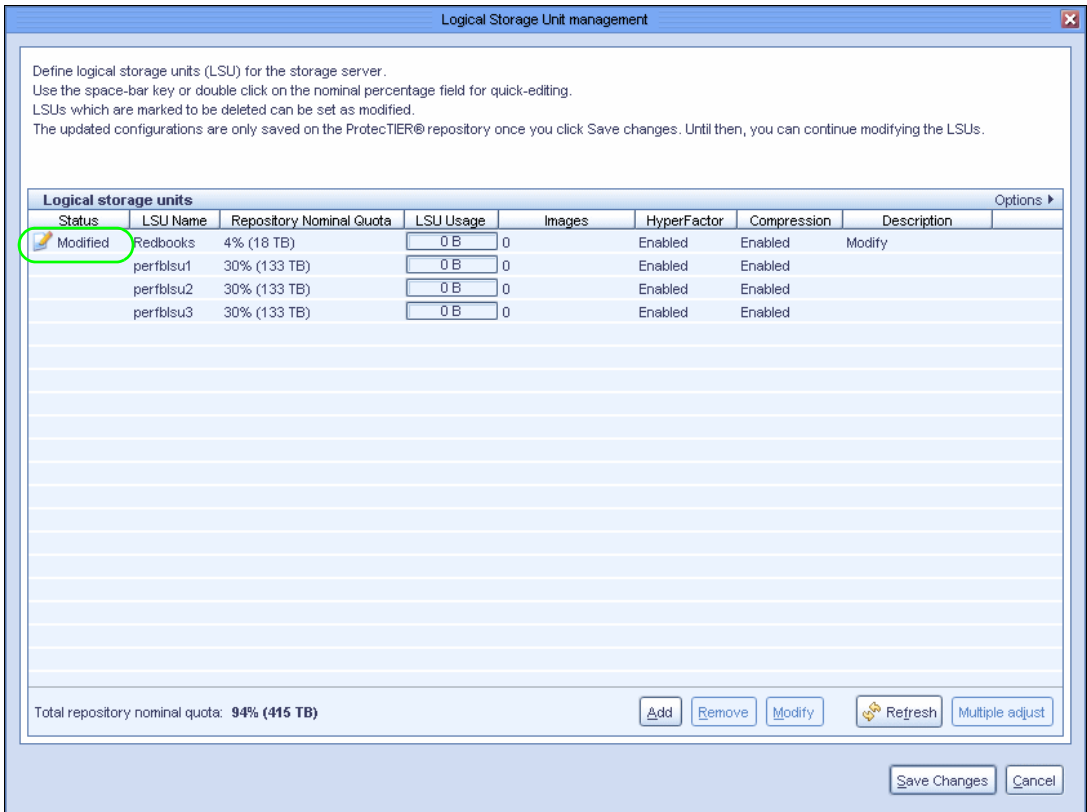 Logical Storage Unit management
Define logical storage units (LSU) for the storage server.
Use the space-bar key or double click on the nominal percentage field for quick-editing.
LSUs which are marked to be deleted can be set as modified.
The updated configurations are only saved on the ProtecTIER® repository once you click Save changes. Until then, you can continue modifying the LSUs.
Logical storage units Options
Status LSU Name Repository Nominal Quota LSU Usage Images HyperFactor Compression Description
Modified Redbooks 4% (18 TB) 0 B 0 Enabled Enabled Modify
perfblsu1 30% (133 TB) 0 B 0 Enabled Enabled
perfblsu2 30% (133 TB) 0 B 0 Enabled Enabled
perfblsu3 30% (133 TB) 0 B 0 Enabled Enabled
Total repository nominal quota: 94% (415 TB) Add Remove Modify Refresh Multiple adjust
Save Changes Cancel